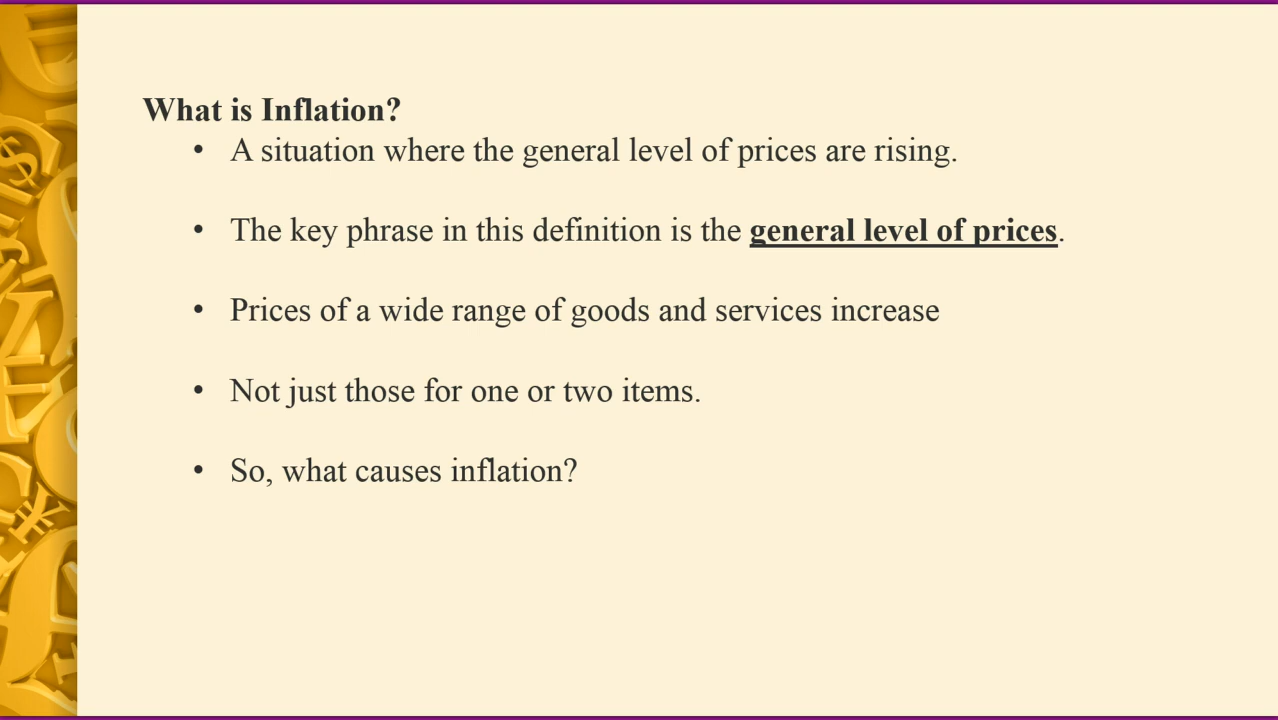 What is Inflation?
• A situation where the general level of prices are rising.
• The key phrase in this definition is the general level of prices.
• Prices of a wide range of goods and services increase
• Not just those for one or two items.
• So, what causes inflation?